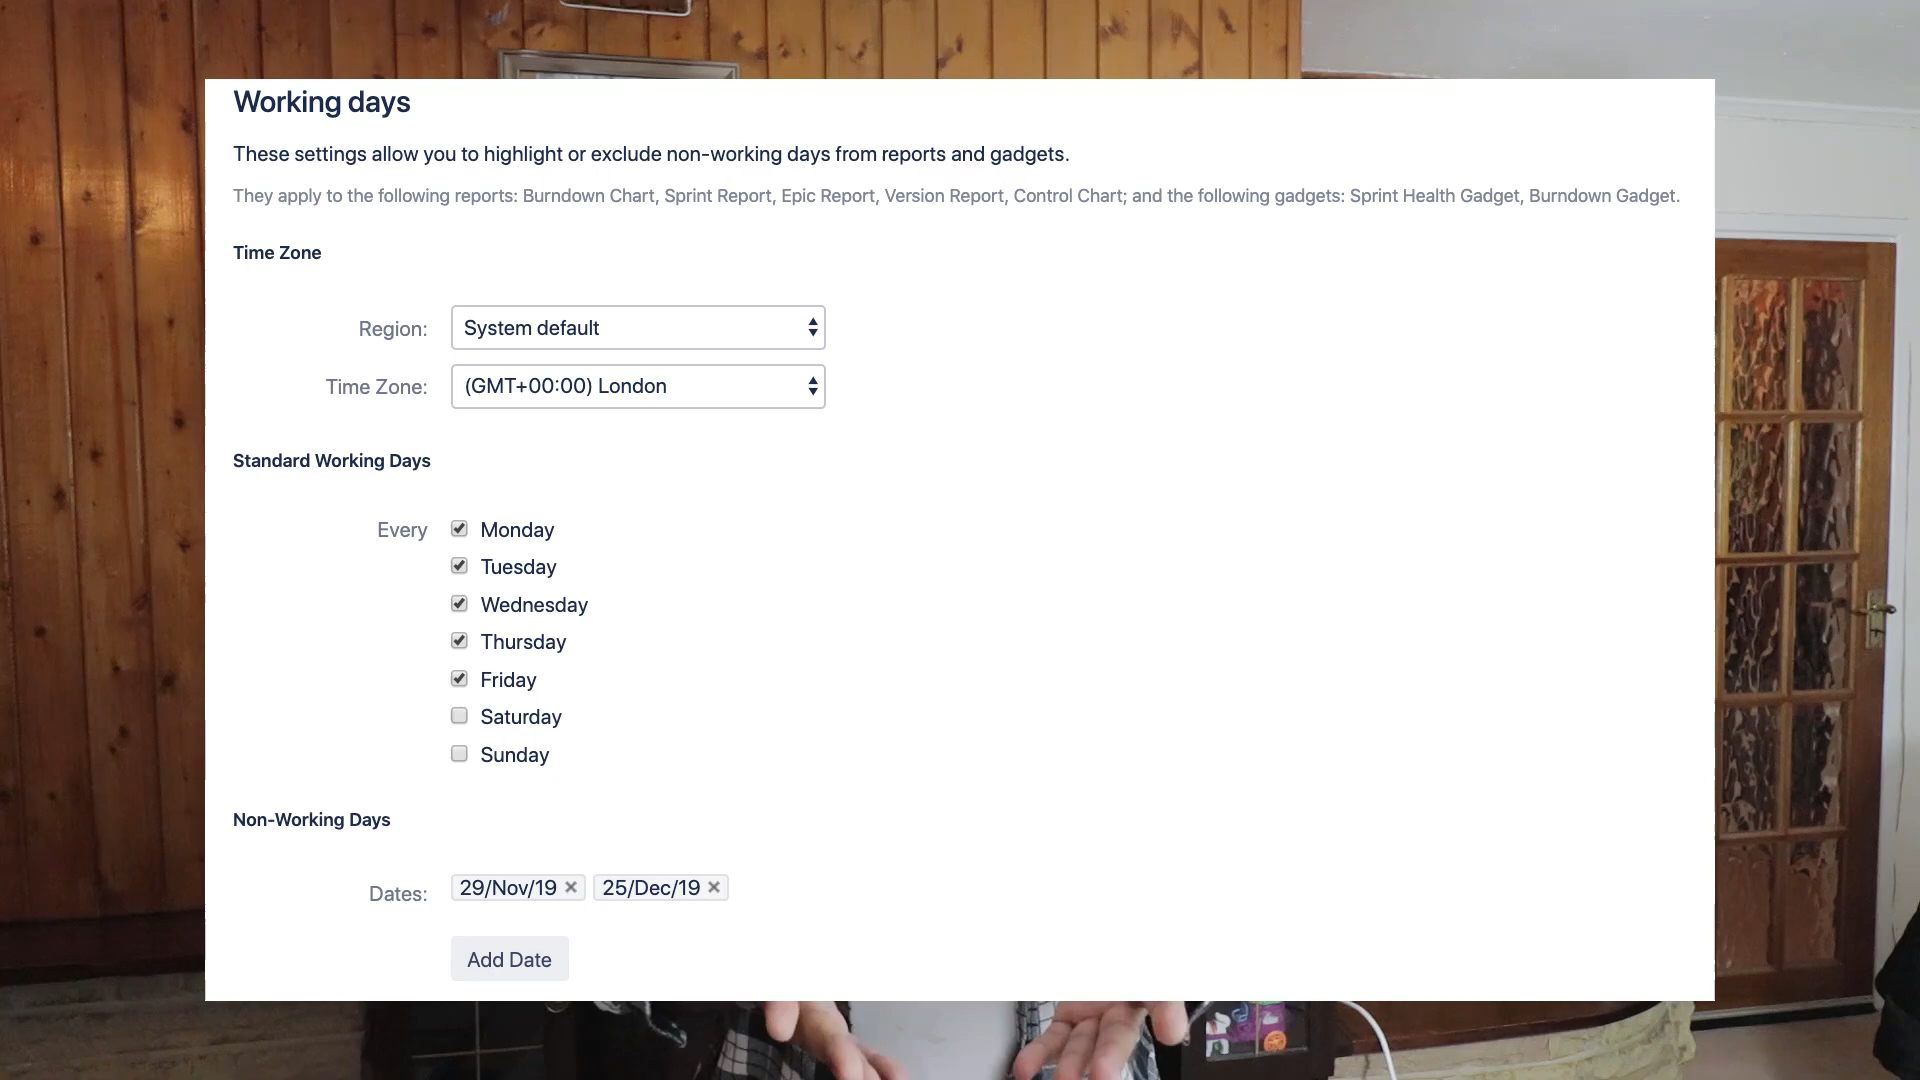 Working days
These settings allow you to highlight or exclude non-working days from reports and gadgets.
They apply to the following reports: Burndown Chart, Sprint Report, Epic Report, Version Report, Control Chart; and the following gadgets: Sprint Health Gadget, Burndown Gadget.
Time Zone
Region: System default
Time Zone: (GMT+00:00) London
Standard Working Days
Every Monday
Tuesday
Wednesday
Thursday
Friday
Saturday
Sunday
Non-Working Days
Dates: 29/Nov/19 25/Dec/19
Add Date